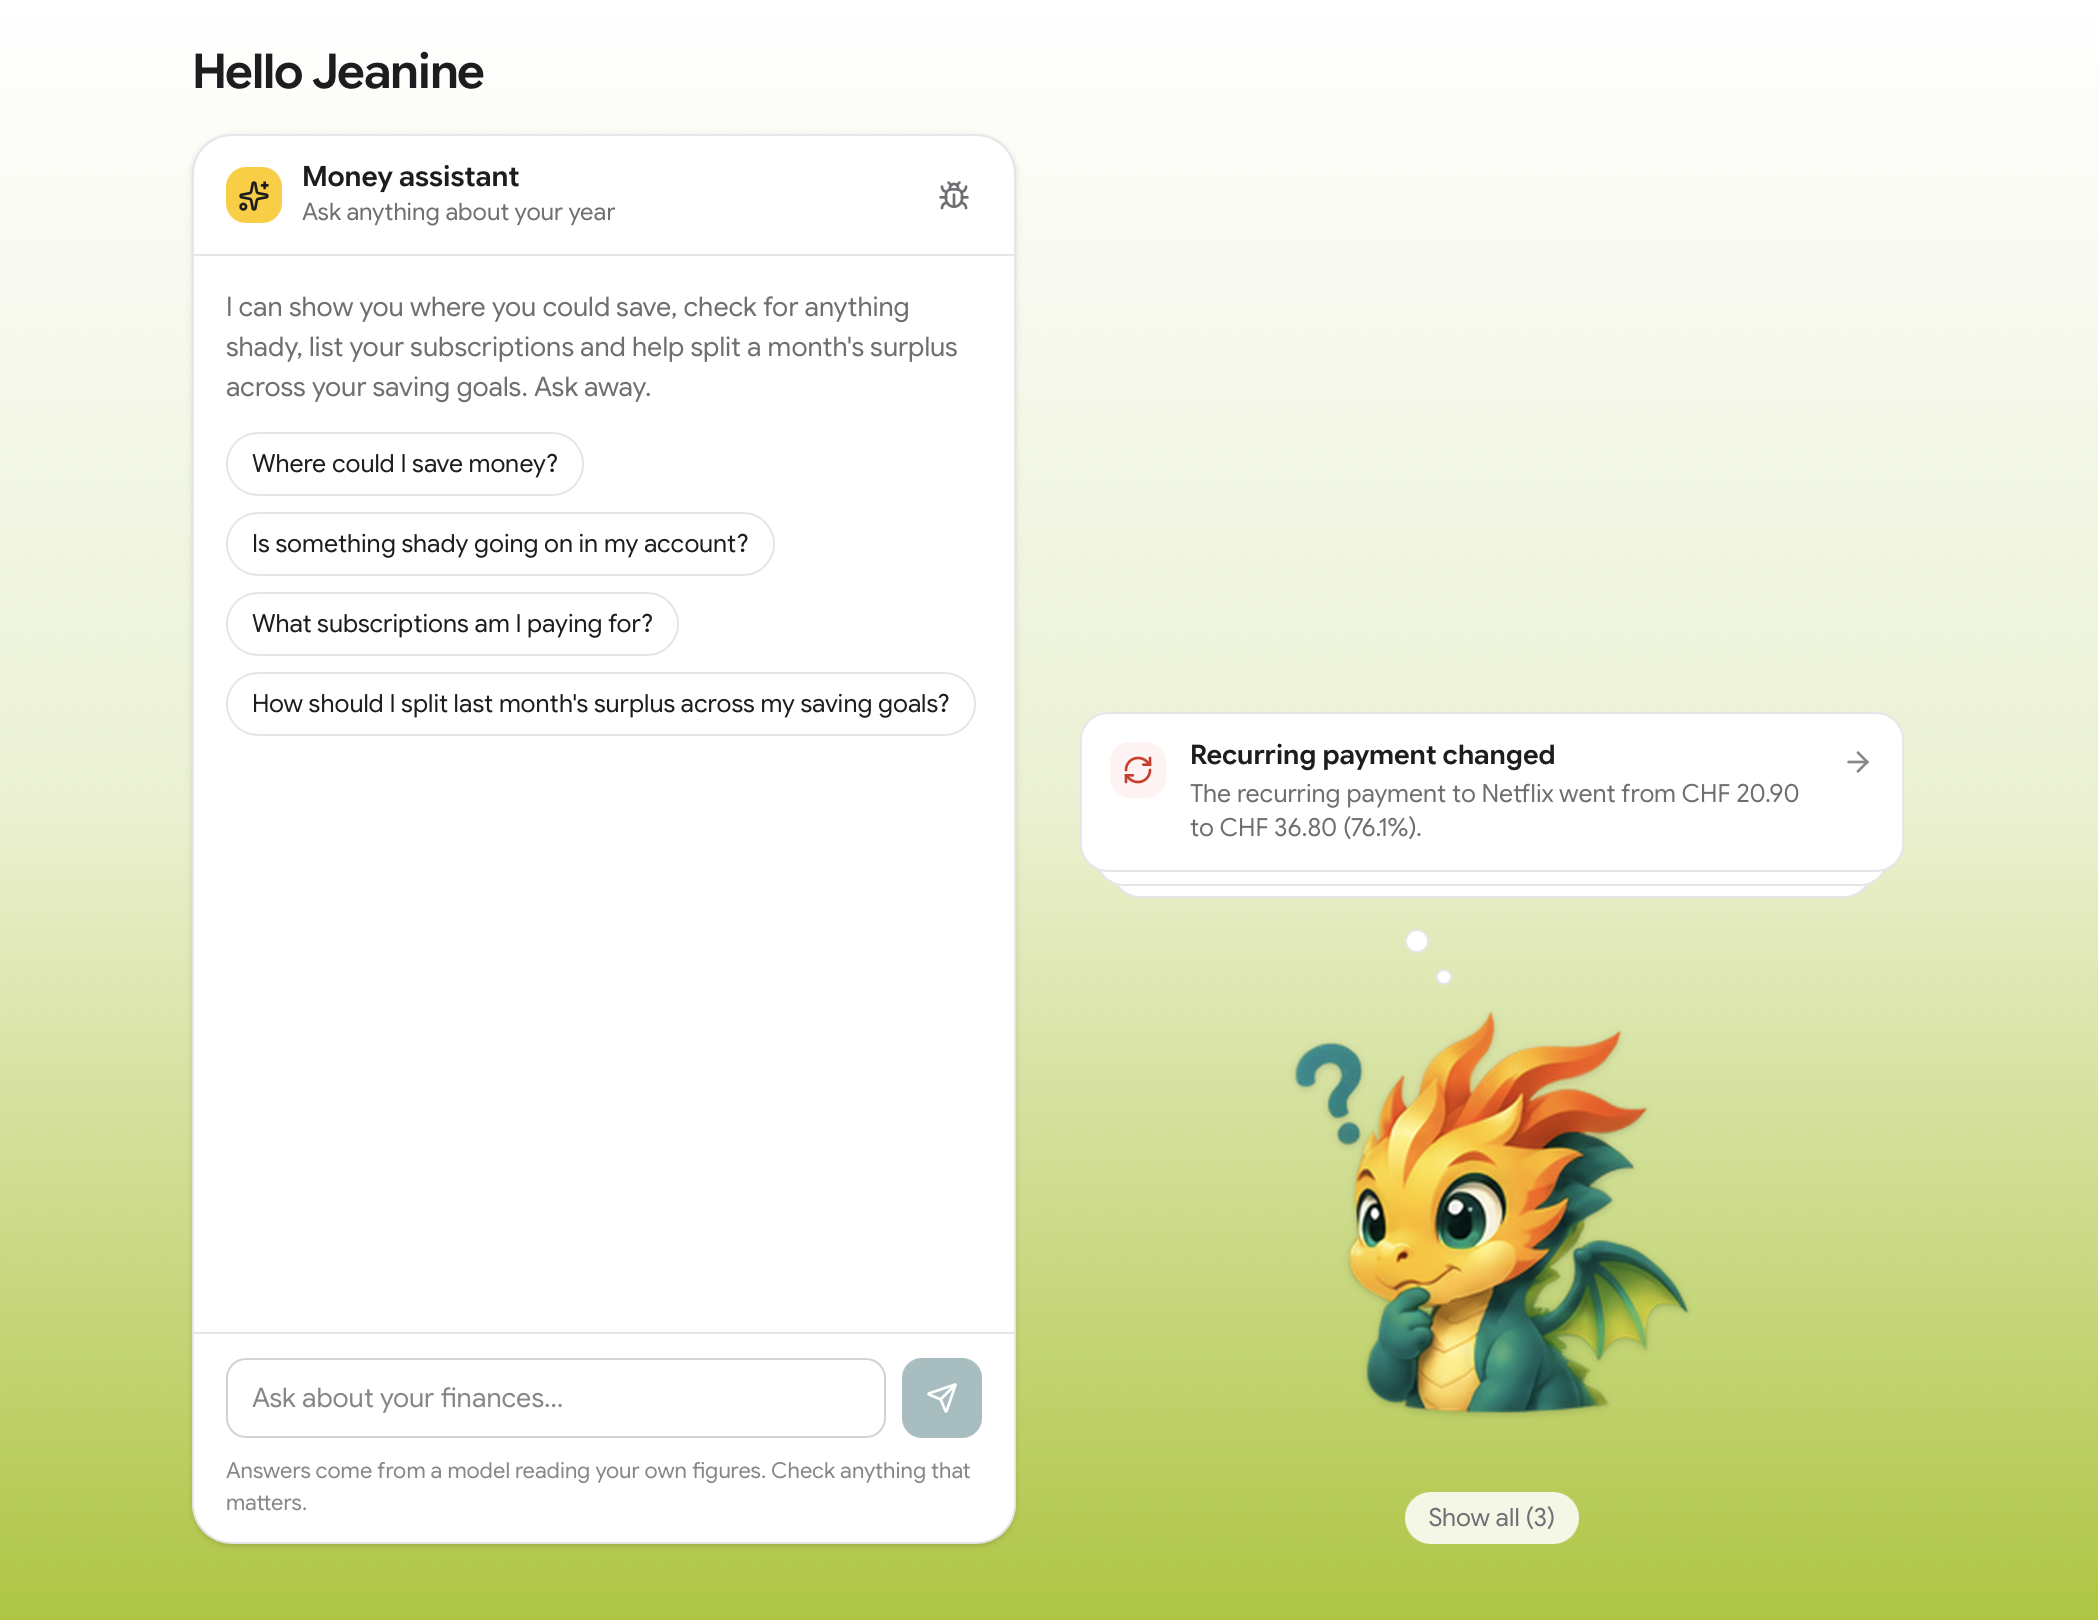 Hello Jeanine
Money assistant
Ask anything about your year
I can show you where you could save, check for anything
shady, list your subscriptions and help split a month's surplus
across your saving goals. Ask away.
Where could I save money?
Is something shady going on in my account?
What subscriptions am I paying for?
How should I split last month's surplus across my saving goals?
Ask about your finances...
Answers come from a model reading your own figures. Check anything that
matters.
Recurring payment changed
The recurring payment to Netflix went from CHF 20.90
to CHF 36.80 (76.1%).
?
Show all (3)